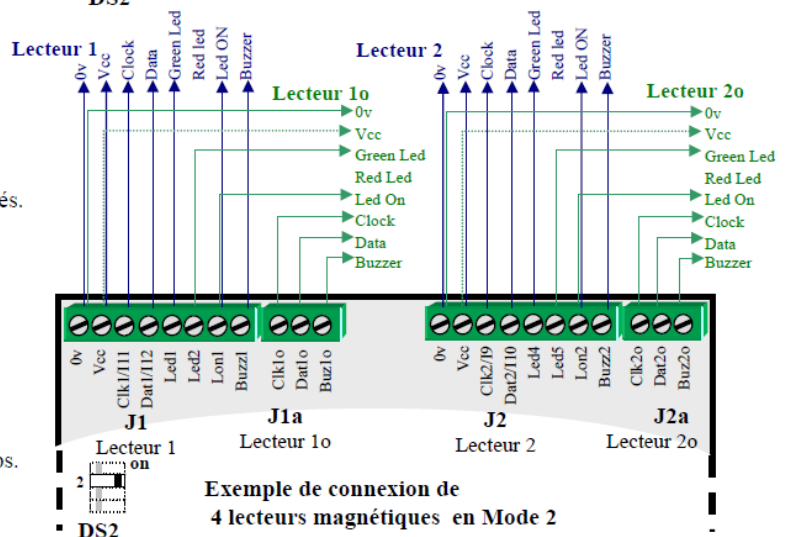 DS2
Lecteur 1
0v
Vcc
Clock
Data
Green Led
Red led
Led ON
Buzzer
Lecteur 1o
0v
Vcc
Green Led
Red Led
Led On
Clock
Data
Buzzer
Lecteur 2
0v
Vcc
Clock
Data
Green Led
Red led
Led ON
Buzzer
Lecteur 2o
0v
Vcc
Green Led
Red Led
Led On
Clock
Data
Buzzer
és.
0v
Vcc
Clk1/I11
Dat1/I12
Led1
Led2
Lon1
Buzz1
Clk1o
Dat1o
Buz1o
0v
Vcc
Clk2/I9
Dat2/I10
Led4
Led5
Lon2
Buzz2
Clk2o
Dat2o
Buz2o
J1
Lecteur 1
J1a
Lecteur 1o
J2
Lecteur 2
J2a
Lecteur 2o
os.
on
2
DS2
Exemple de connexion de
4 lecteurs magnétiques en Mode 2